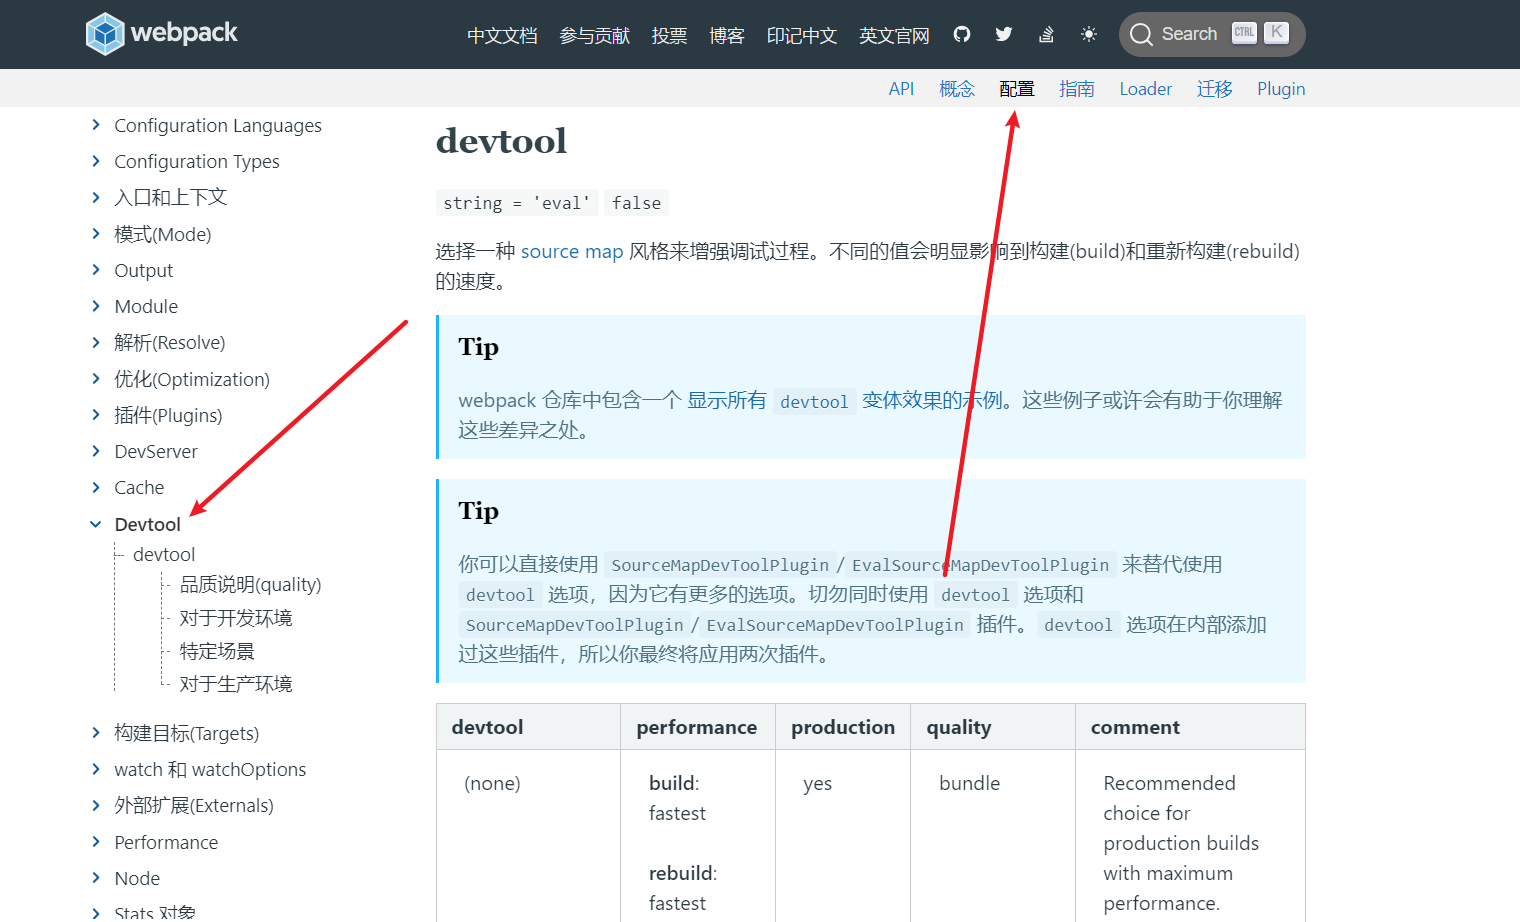 webpack
中文文档 参与贡献 投票 博客 印记中文 英文官网 Search CTRL K
API 概念 配置 指南 Loader 迁移 Plugin
Configuration Languages
Configuration Types
入口和上下文
模式(Mode)
Output
Module
解析(Resolve)
优化(Optimization)
插件(Plugins)
DevServer
Cache
Devtool
devtool
品质说明(quality)
对于开发环境
特定场景
对于生产环境
构建目标(Targets)
watch 和 watchOptions
外部扩展(Externals)
Performance
Node
Stats 对象
devtool
string = 'eval' false
选择一种 source map 风格来增强调试过程。不同的值会明显影响到构建(build)和重新构建(rebuild)
的速度。
Tip
webpack 仓库中包含一个 显示所有 devtool 变体效果的示例。这些例子或许会有助于你理解
这些差异之处。
Tip
你可以直接使用 SourceMapDevToolPlugin/EvalSourceMapDevToolPlugin 来替代使用
devtool 选项，因为它有更多的选项。切勿同时使用 devtool 选项和
SourceMapDevToolPlugin/EvalSourceMapDevToolPlugin 插件。devtool 选项在内部添加
过这些插件，所以你最终将应用两次插件。
devtool performance production quality comment
(none) build: yes bundle Recommended
fastest choice for
production builds
rebuild: with maximum
fastest performance.